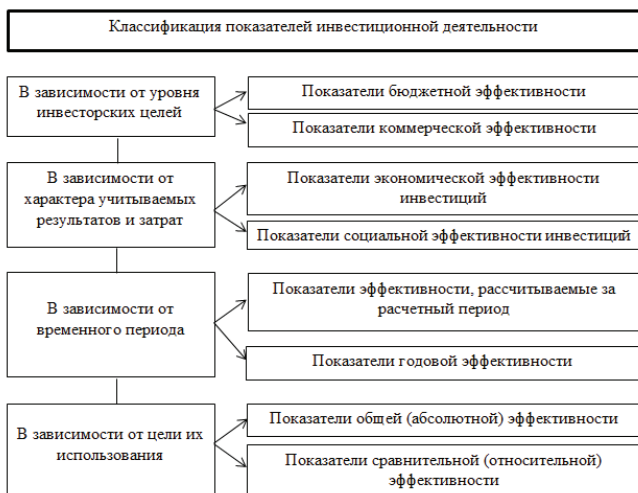 Классификация показателей инвестиционной деятельности
В зависимости от уровня
инвесторских целей
Показатели бюджетной эффективности
Показатели коммерческой эффективности
В зависимости от
характера учитываемых
результатов и затрат
Показатели экономической эффективности
инвестиций
Показатели социальной эффективности инвестиций
В зависимости от
временного периода
Показатели эффективности, рассчитываемые за
расчетный период
Показатели годовой эффективности
В зависимости от цели их
использования
Показатели общей (абсолютной) эффективности
Показатели сравнительной (относительной)
эффективности